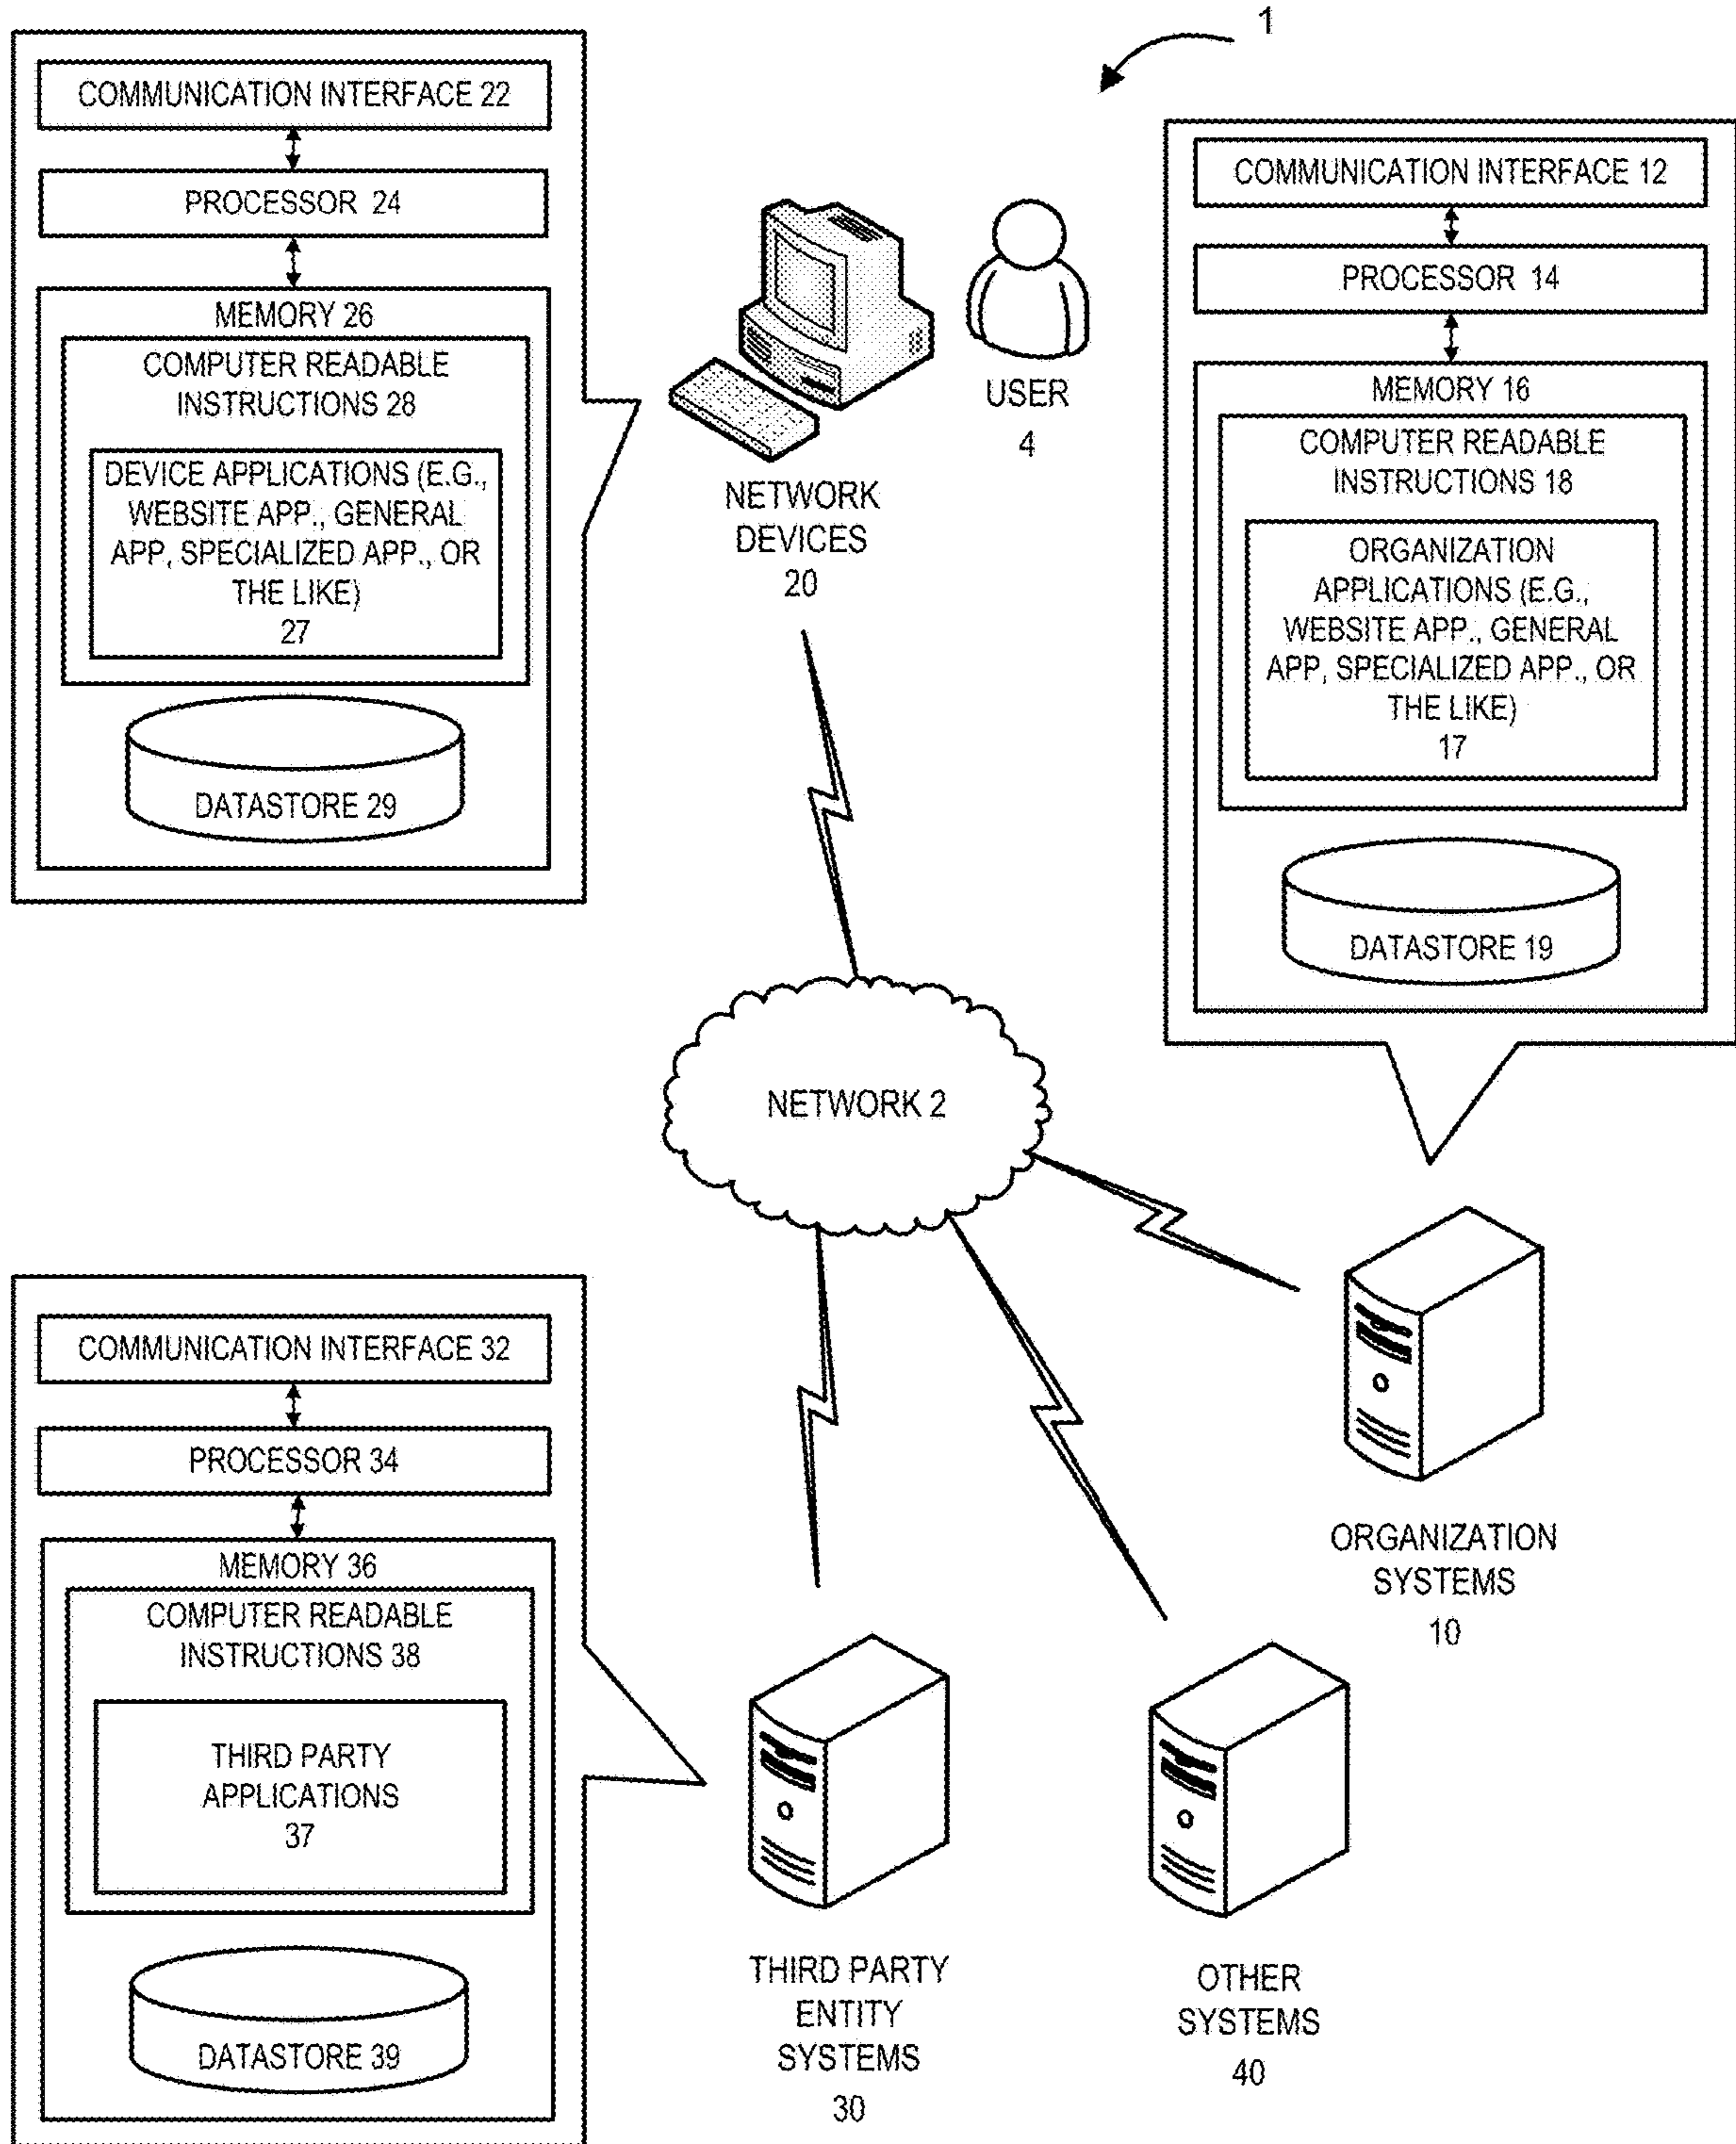 1
COMMUNICATION INTERFACE 22
PROCESSOR 24
MEMORY 26
COMPUTER READABLE
INSTRUCTIONS 28
DEVICE APPLICATIONS (E.G.,
WEBSITE APP., GENERAL
APP, SPECIALIZED APP., OR
THE LIKE)
27
DATASTORE 29
NETWORK
DEVICES
20
USER
4
COMMUNICATION INTERFACE 12
PROCESSOR 14
MEMORY 16
COMPUTER READABLE
INSTRUCTIONS 18
ORGANIZATION
APPLICATIONS (E.G.,
WEBSITE APP., GENERAL
APP, SPECIALIZED APP., OR
THE LIKE)
17
DATASTORE 19
NETWORK 2
COMMUNICATION INTERFACE 32
PROCESSOR 34
MEMORY 36
COMPUTER READABLE
INSTRUCTIONS 38
THIRD PARTY
APPLICATIONS
37
DATASTORE 39
THIRD PARTY
ENTITY
SYSTEMS
30
OTHER
SYSTEMS
40
ORGANIZATION
SYSTEMS
10